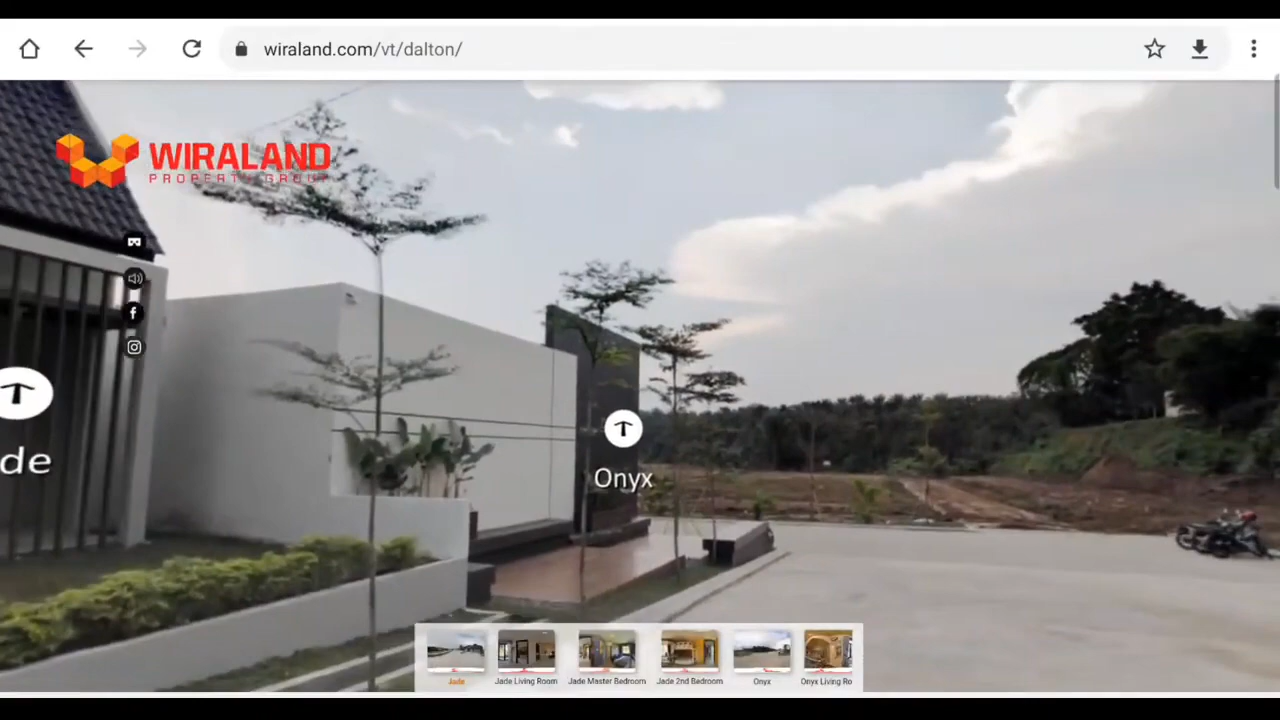 wiraland.com/vt/dalton/
WIRALAND
PROPERTY GROUP
de
Onyx
Jade
Jade Living Room
Jade Master Bedroom
Jade 2nd Bedroom
Onyx
Onyx Living Ro